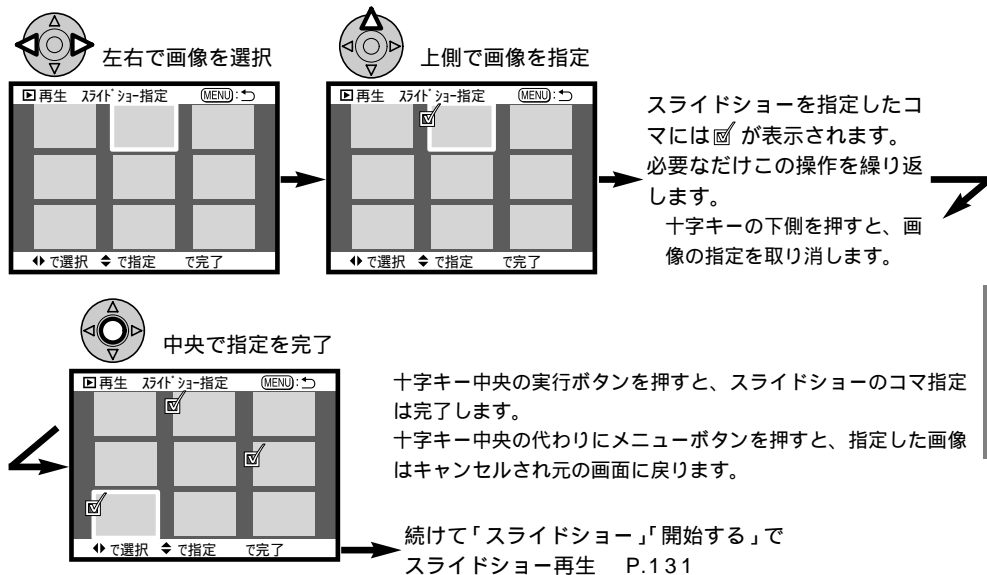 左右で画像を選択
再生 スライドショー指定 MENU:
で選択 で指定 で完了
上側で画像を指定
再生 スライドショー指定 MENU:
で選択 で指定 で完了
スライドショーを指定したコ
マには が表示されます。
必要なだけこの操作を繰り返
します。
十字キーの下側を押すと、画
像の指定を取り消します。
中央で指定を完了
再生 スライドショー指定 MENU:
で選択 で指定 で完了
十字キー中央の実行ボタンを押すと、スライドショーのコマ指定
は完了します。
十字キー中央の代わりにメニューボタンを押すと、指定した画像
はキャンセルされ元の画面に戻ります。
続けて「スライドショー」「開始する」で
スライドショー再生 P.131